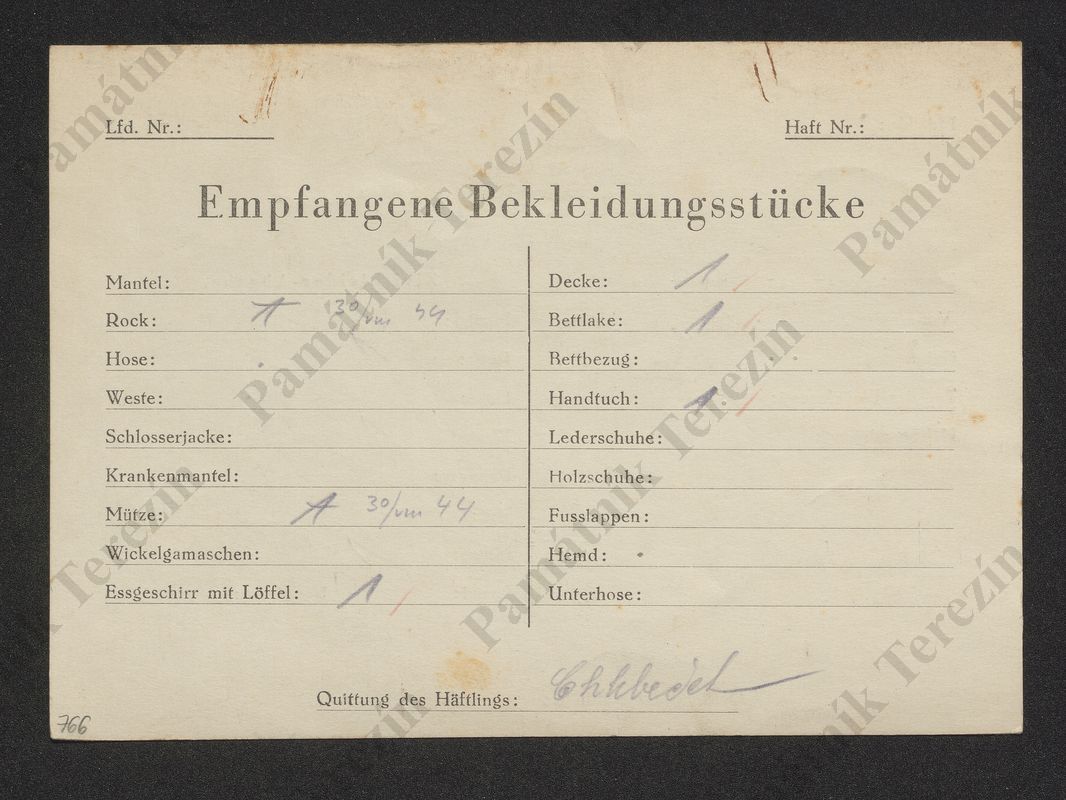 Lfd. Nr.:
Haft Nr.:
Empfangene Bekleidungsstücke
Mantel:
Rock: 1 30/VIII 44
Hose:
Weste:
Schlosserjacke:
Krankenmantel:
Mütze: 1 30/VIII 44
Wickelgamaschen:
Essgeschirr mit Löffel: 1
Decke: 1
Bettlake: 1
Bettbezug:
Handtuch: 1
Lederschuhe:
Holzschuhe:
Fusslappen:
Hemd:
Unterhose:
Quittung des Häftlings:
766
Památník Terezín